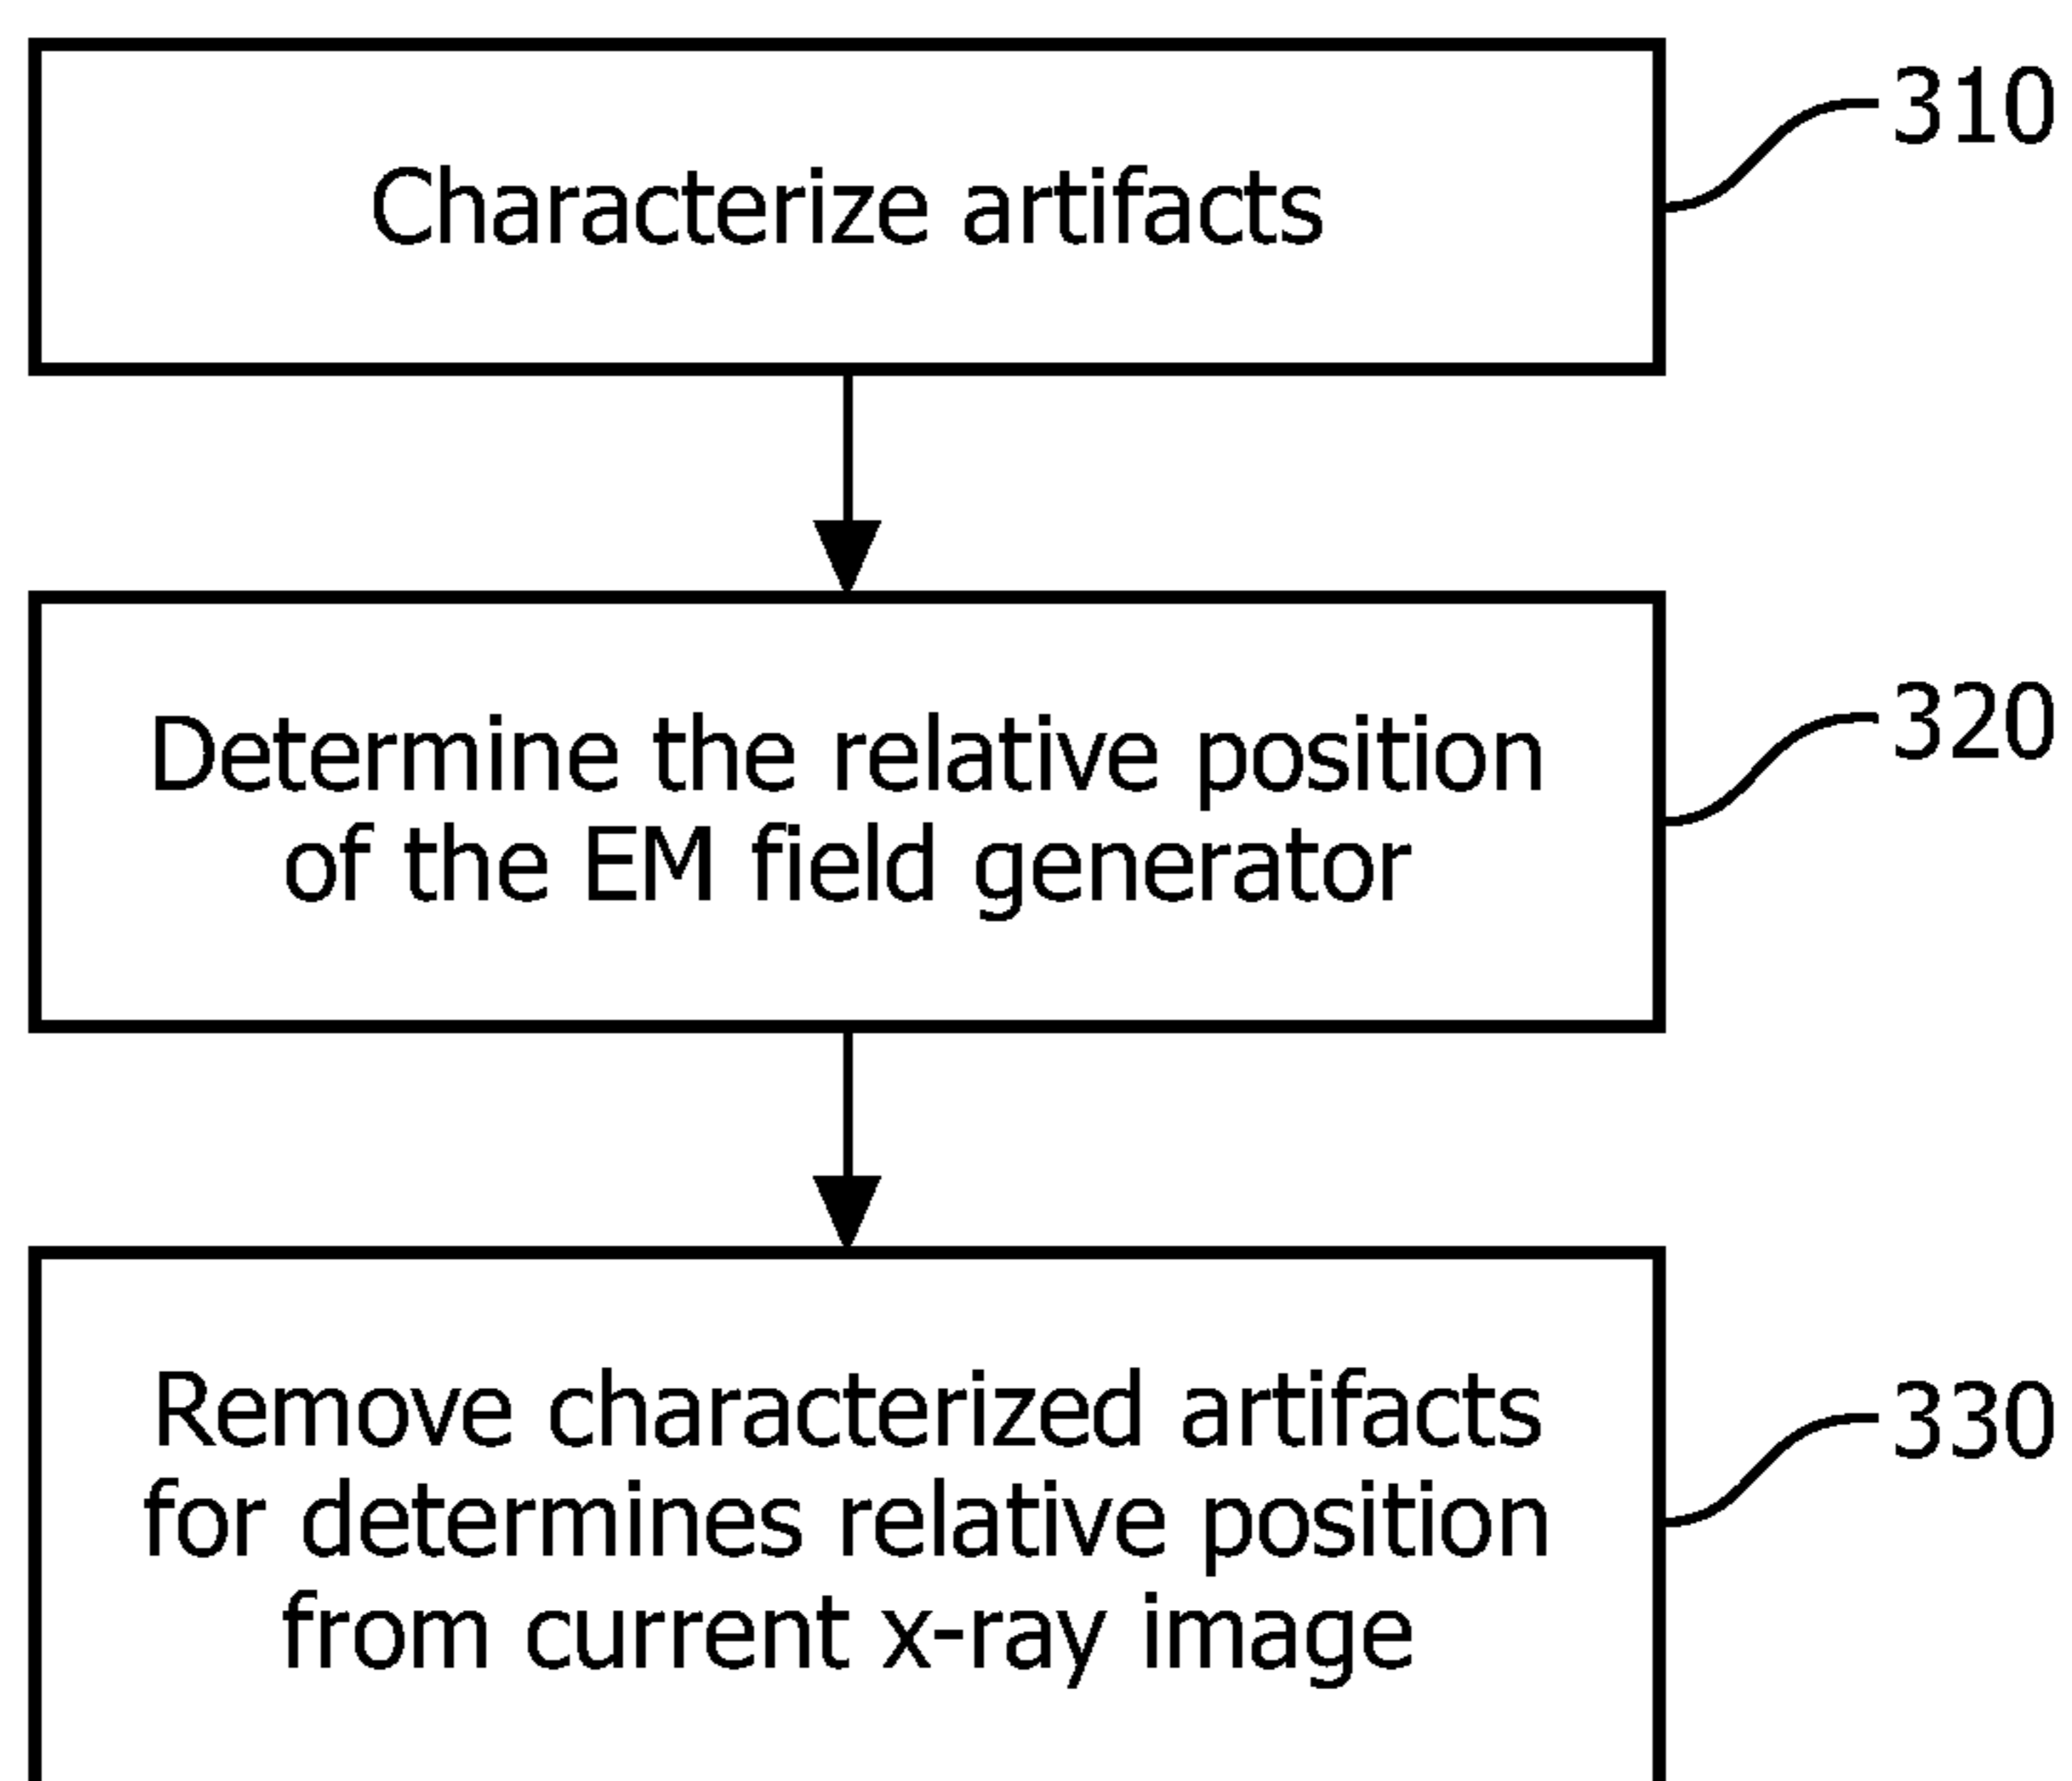 Characterize artifacts
310
Determine the relative position
of the EM field generator
320
Remove characterized artifacts
for determines relative position
from current x-ray image
330